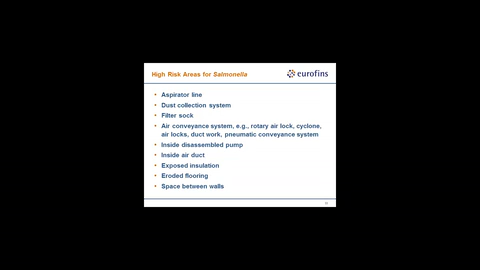 High Risk Areas for Salmonella
eurofins
• Aspirator line
• Dust collection system
• Filter sock
• Air conveyance system, e.g., rotary air lock, cyclone,
air locks, duct work, pneumatic conveyance system
• Inside disassembled pump
• Inside air duct
• Exposed insulation
• Eroded flooring
• Space between walls